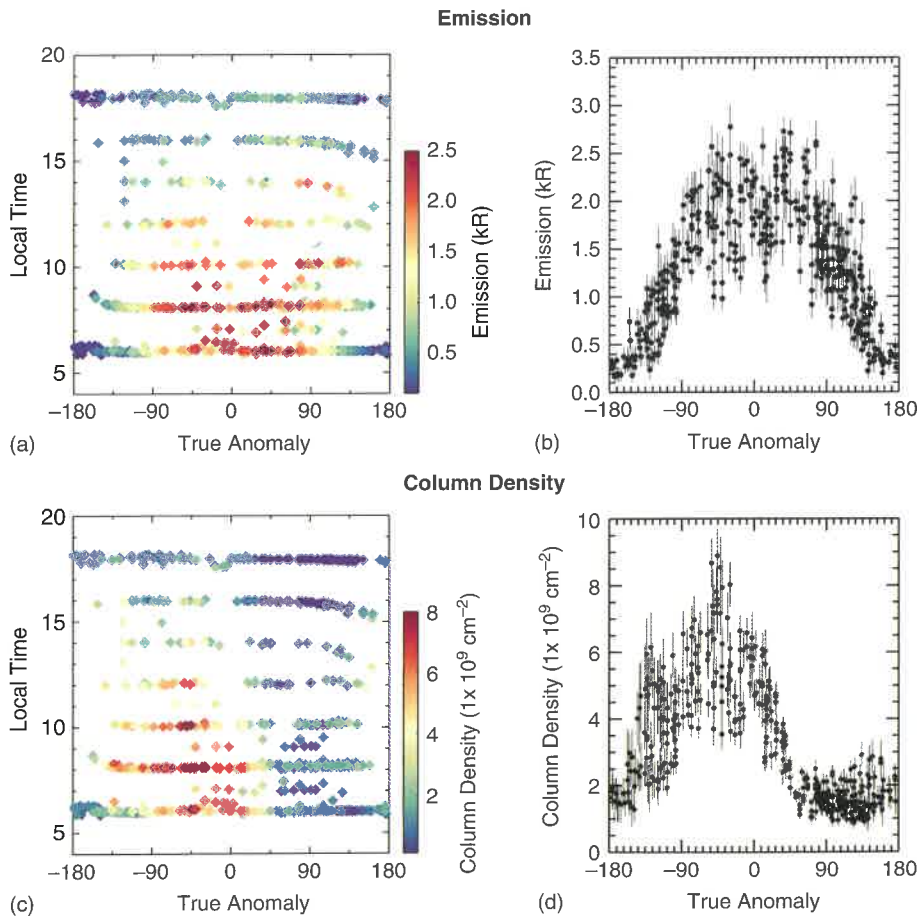 Emission
20
15
10
5
Local Time
−180 −90 0 90 180
True Anomaly
(a)
2.5
2.0
1.5
1.0
0.5
Emission (kR)
3.5
3.0
2.5
2.0
1.5
1.0
0.5
0.0
Emission (kR)
−180 −90 0 90 180
True Anomaly
(b)
Column Density
20
15
10
5
Local Time
−180 −90 0 90 180
True Anomaly
(c)
8
6
4
2
Column Density (1x 10⁹ cm⁻²)
10
8
6
4
2
0
Column Density (1x 10⁹ cm⁻²)
−180 −90 0 90 180
True Anomaly
(d)